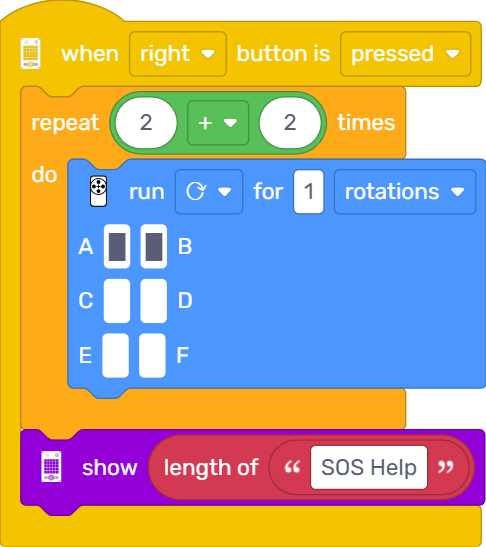 when right button is pressed
repeat 2 + 2 times
do
run for 1 rotations
A B
C D
E F
show length of “ SOS Help ”